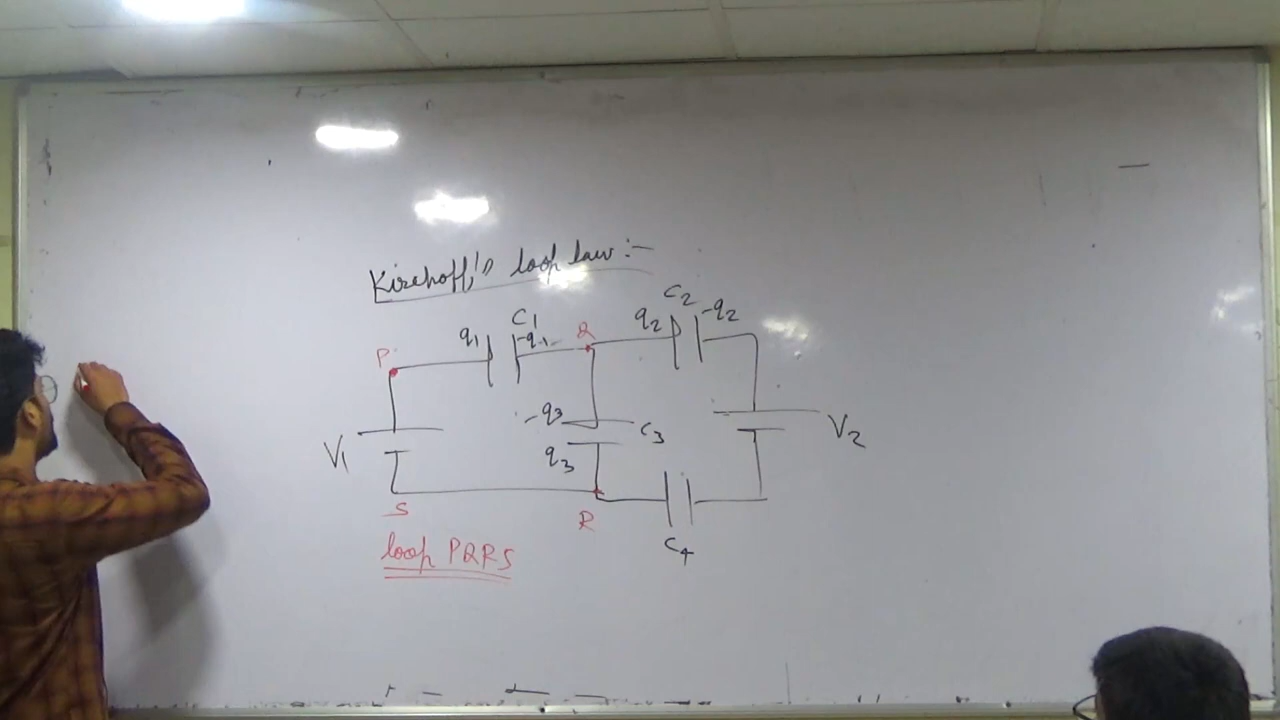 Kirchoff's loop law :-
C1
C2
q1
-q1
Q
q2
-q2
P
-q3
C3
V1
V2
q3
S
R
C4
loop PQRS